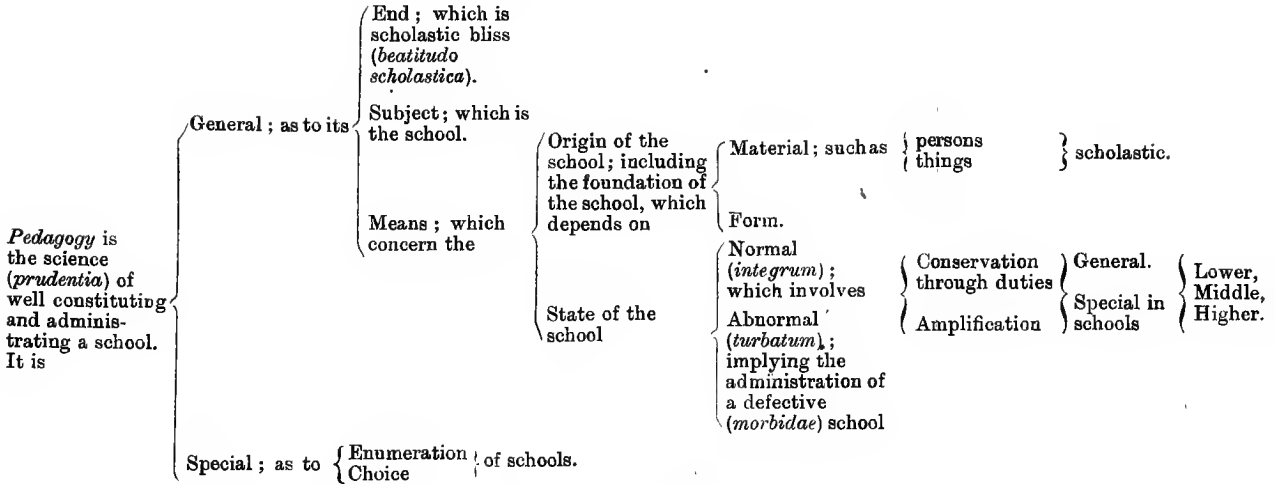 Pedagogy is
the science
(prudentia) of
well constituting
and adminis-
trating a school.
It is
General ; as to its
End ; which is
scholastic bliss
(beatitudo
scholastica).
Subject ; which is
the school.
Means ; which
concern the
Origin of the
school; including
the foundation of
the school, which
depends on
Material ; such as
persons
things
scholastic.
Form.
State of the
school
Normal
(integrum) ;
which involves
Conservation
through duties
Amplification
General.
Special in
schools
Lower,
Middle,
Higher.
Abnormal
(turbatum) ;
implying the
administration of
a defective
(morbidae) school
Special ; as to
Enumeration
Choice
of schools.